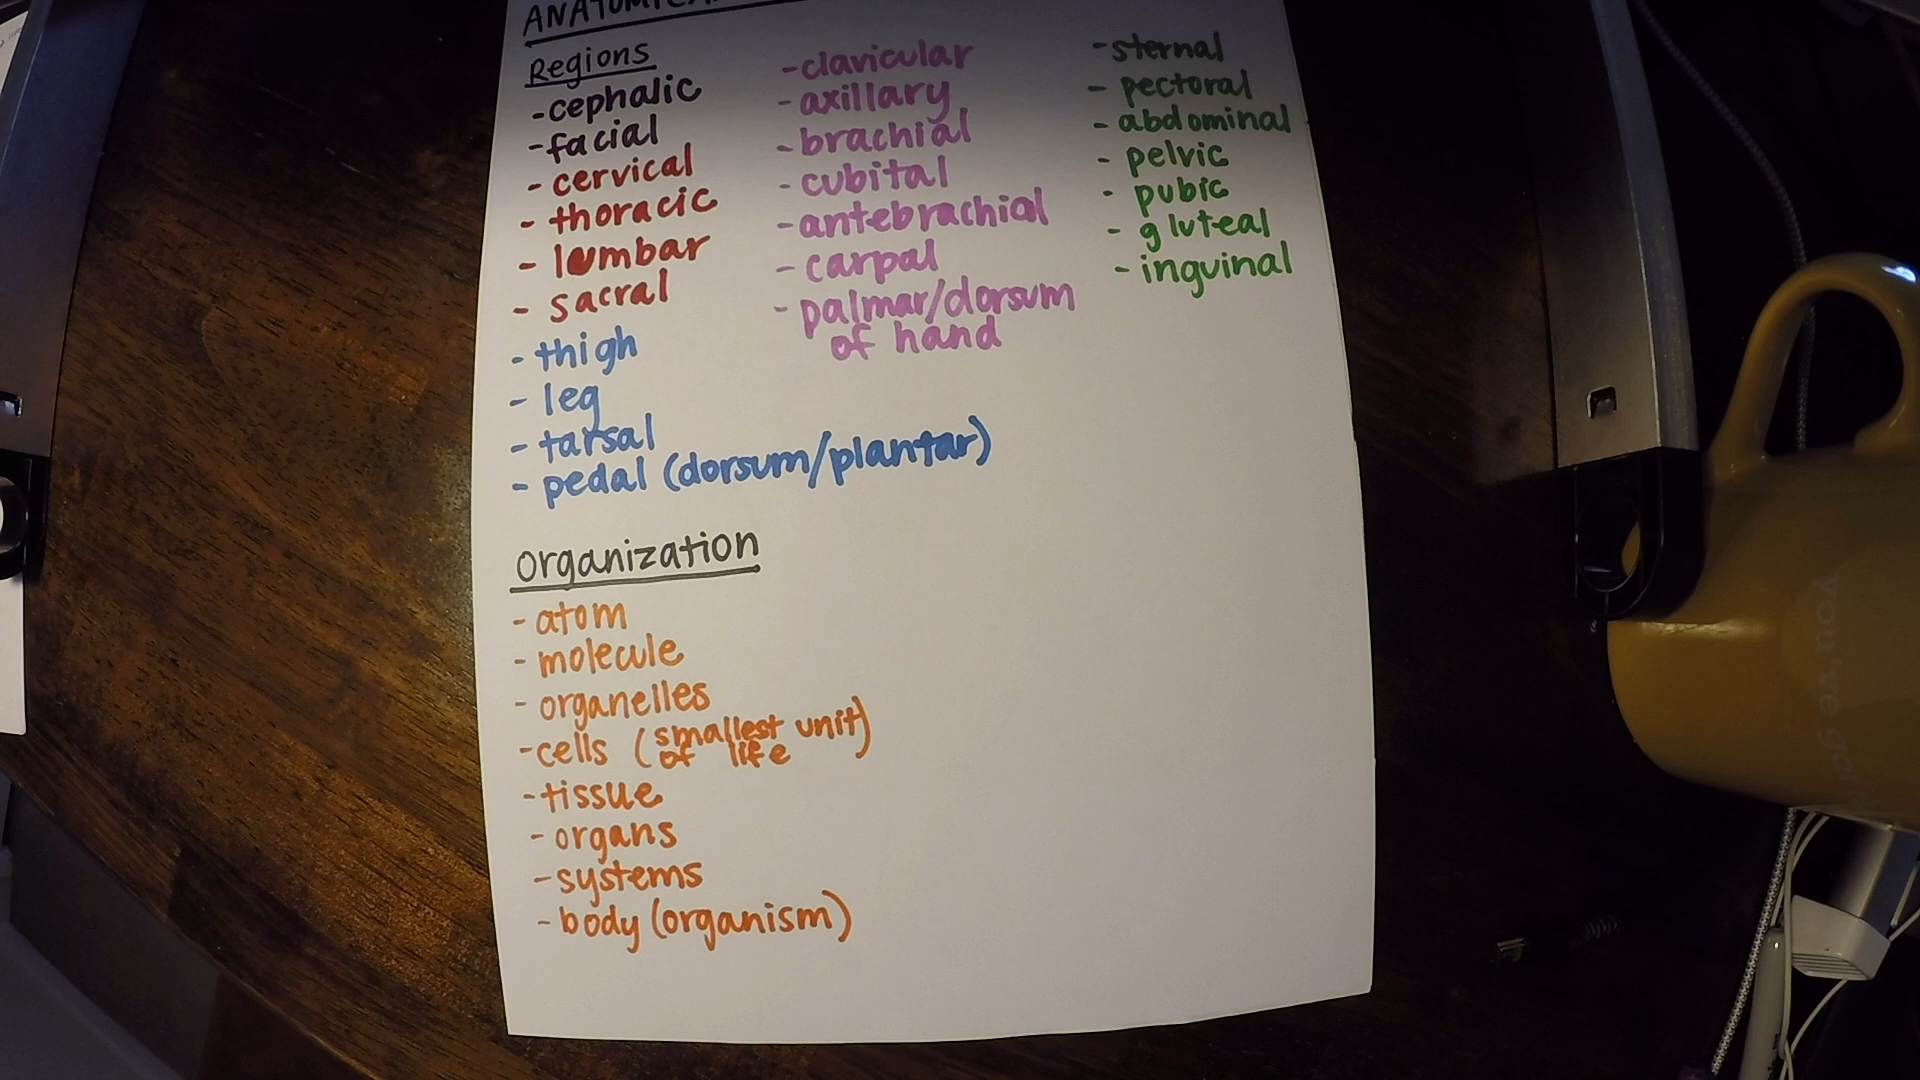 Regions
-cephalic
-facial
- cervical
- thoracic
- lumbar
- sacral
- thigh
- leg
- tarsal
- pedal (dorsum/plantar)
-clavicular
- axillary
- brachial
- cubital
-antebrachial
- carpal
- palmar/dorsum
of hand
-sternal
- pectoral
- abdominal
- pelvic
- pubic
- gluteal
- inguinal
organization
- atom
- molecule
- organelles
-cells (smallest unit)
of life
-tissue
- organs
-systems
- body (organism)
you've